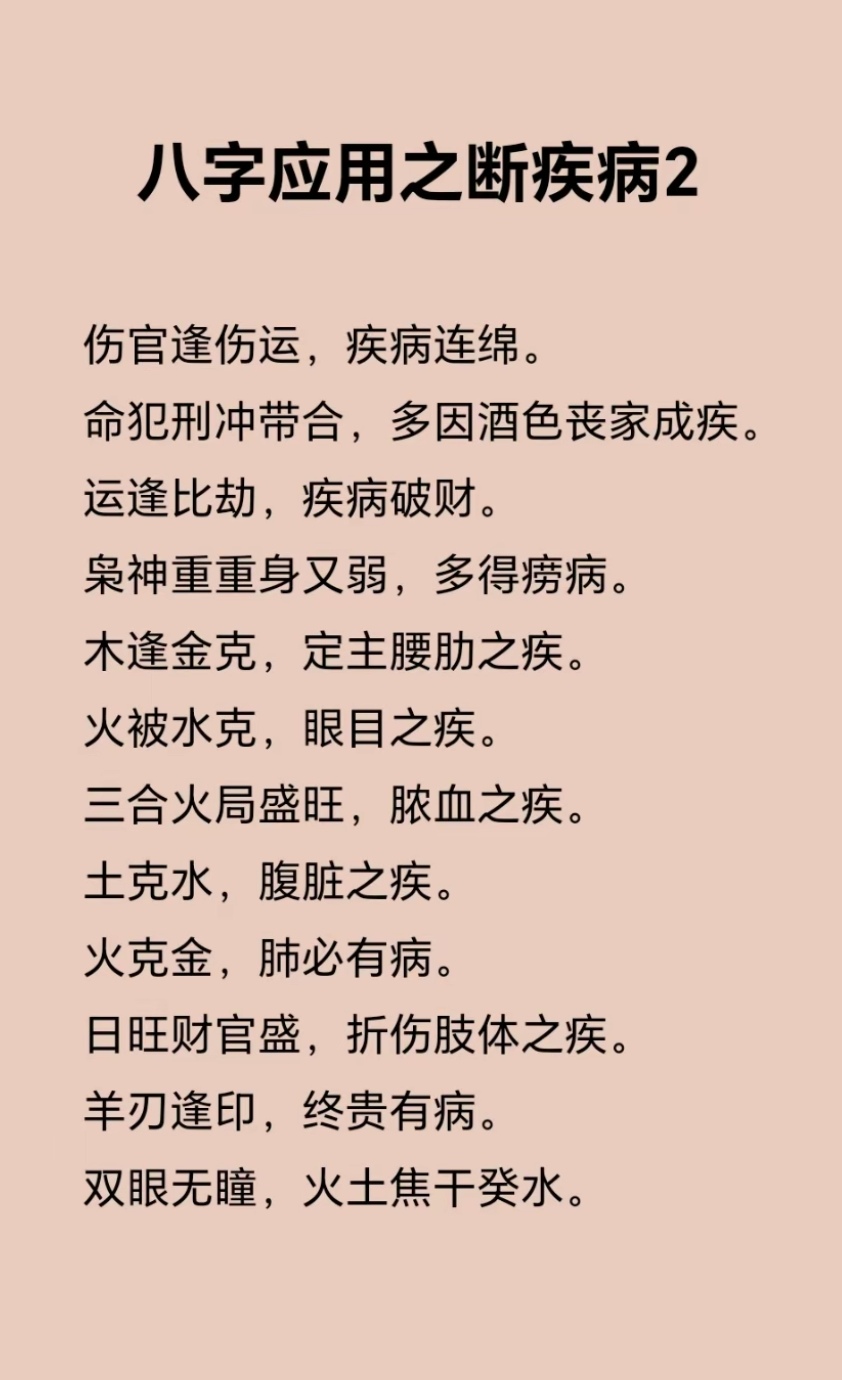 八字应用之断疾病2
伤官逢伤运，疾病连绵。
命犯刑冲带合，多因酒色丧家成疾。
运逢比劫，疾病破财。
枭神重重身又弱，多得痨病。
木逢金克，定主腰肋之疾。
火被水克，眼目之疾。
三合火局盛旺，脓血之疾。
土克水，腹脏之疾。
火克金，肺必有病。
日旺财官盛，折伤肢体之疾。
羊刃逢印，终贵有病。
双眼无瞳，火土焦干癸水。